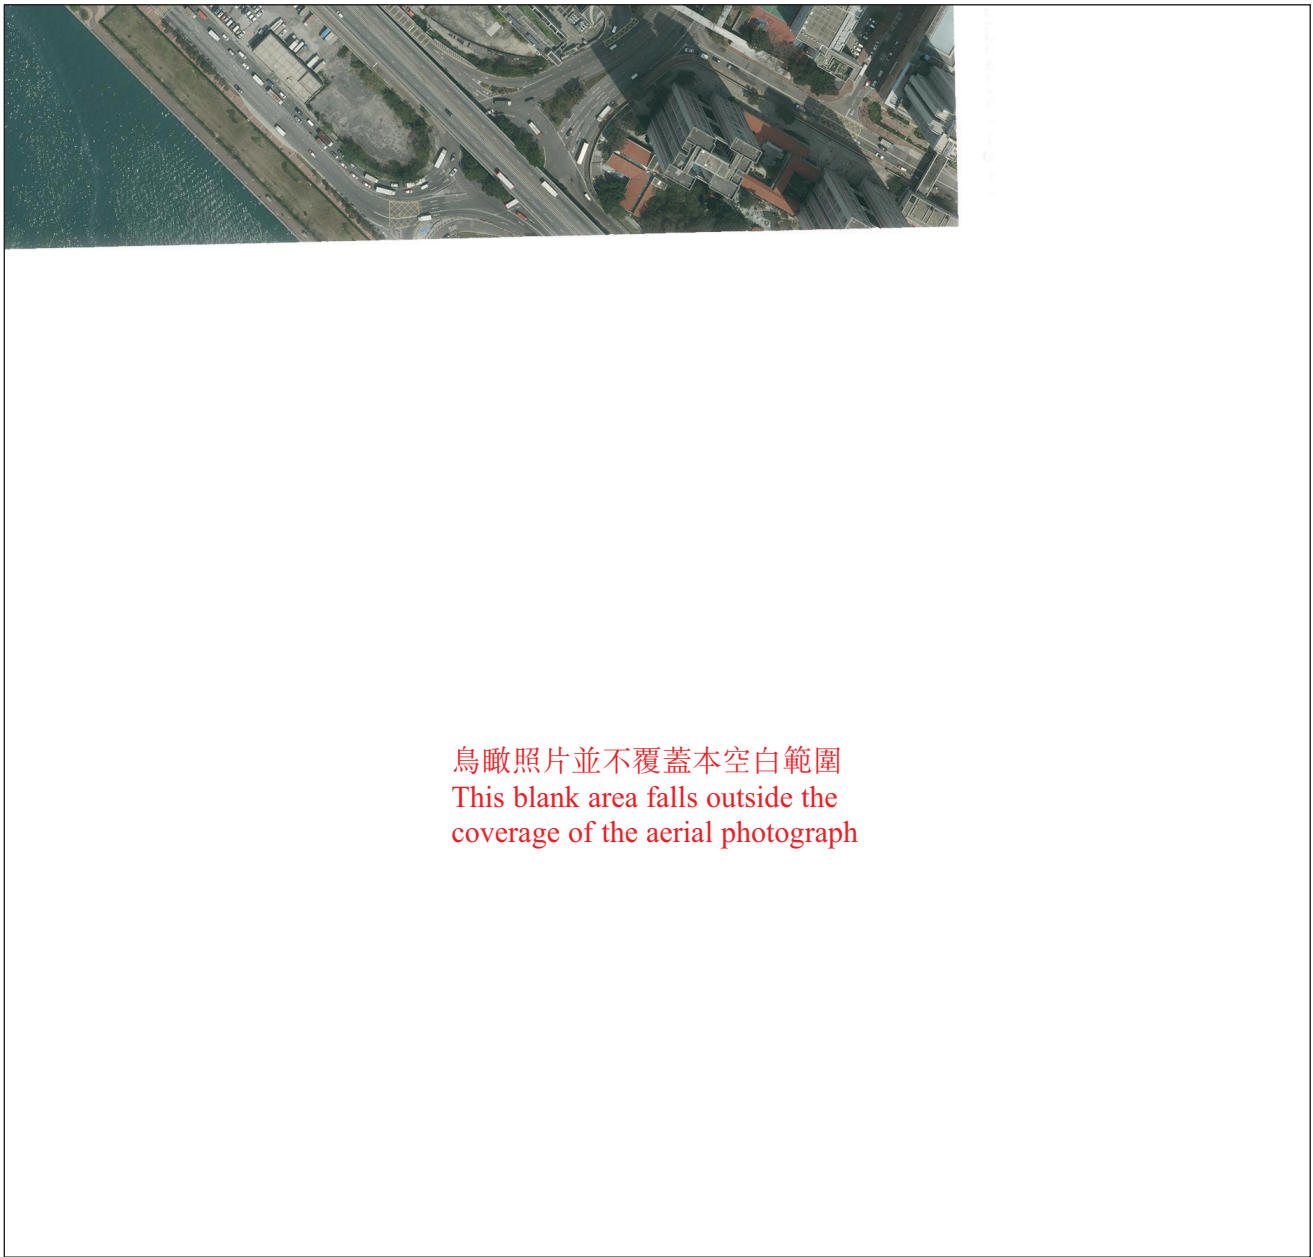 鳥瞰照片並不覆蓋本空白範圍
This blank area falls outside the
coverage of the aerial photograph